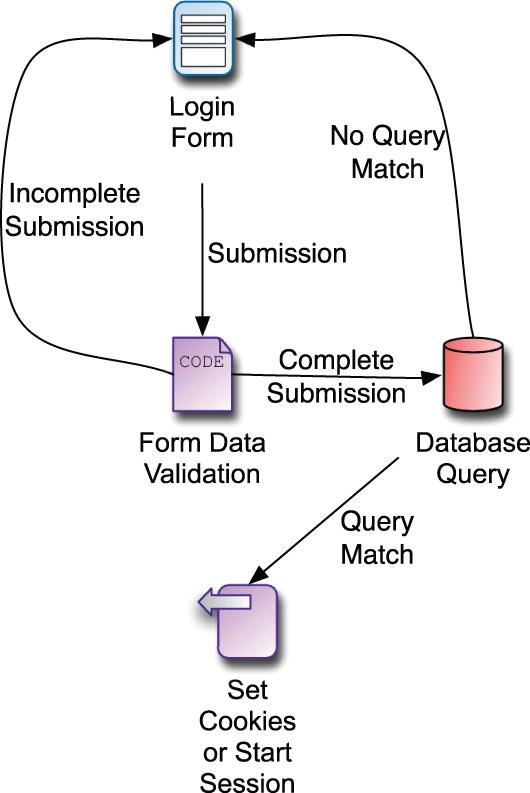 Login
Form
No Query
Match
Incomplete
Submission
Submission
CODE
Complete
Submission
Form Data
Validation
Database
Query
Query
Match
Set
Cookies
or Start
Session